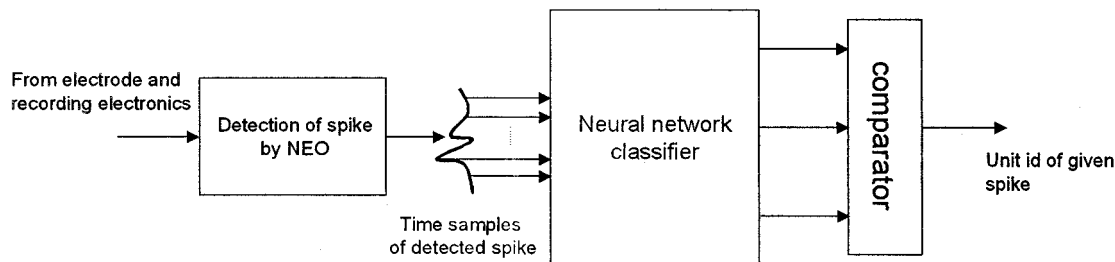 From electrode and
recording electronics
Detection of spike
by NEO
Time samples
of detected spike
Neural network
classifier
comparator
Unit id of given
spike